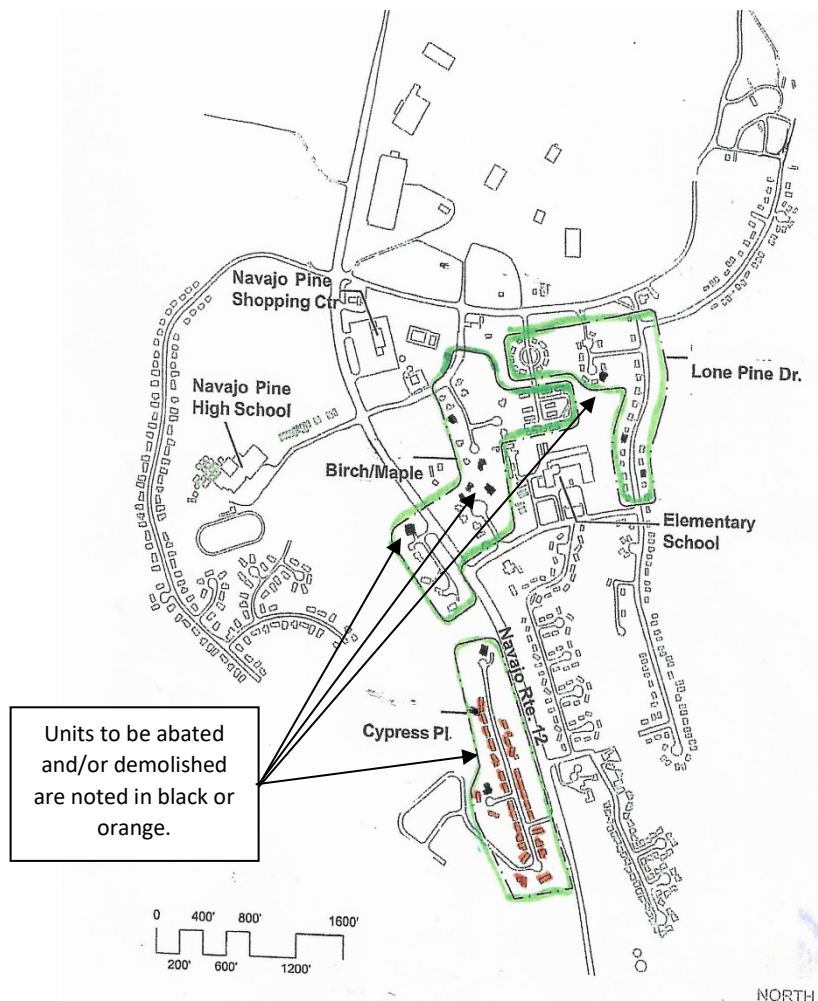 Navajo Pine
Shopping Ctr
Navajo Pine
High School
Lone Pine Dr.
Birch/Maple
Elementary
School
Navajo Rte. 12
Cypress Pl.
Units to be abated
and/or demolished
are noted in black or
orange.
0 400' 800' 1600'
200' 600' 1200'
NORTH